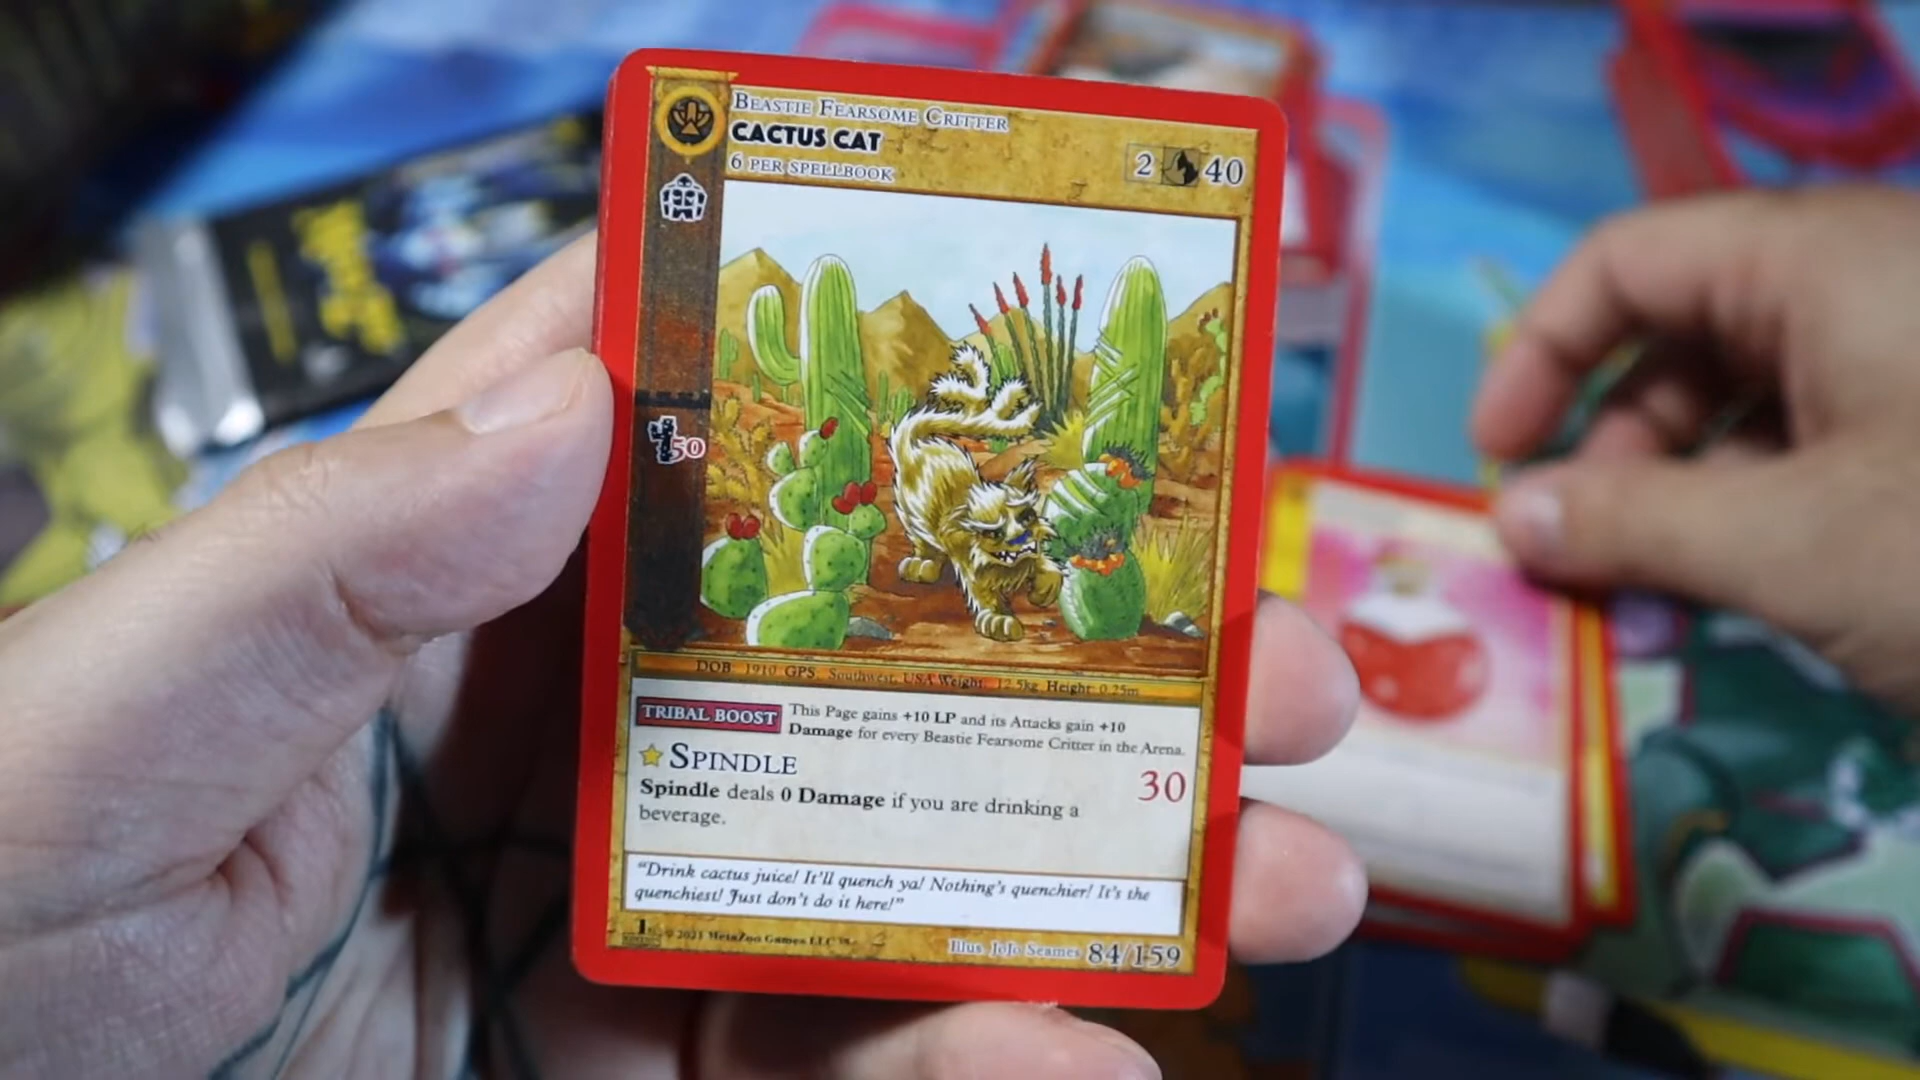 BEASTIE FEARSOME CRITTER
CACTUS CAT
6 PER SPELLBOOK
2 40
50
DOB: 1910 GPS: Southwest, USA Weight: 12.5kg Height: 0.25m
TRIBAL BOOST This Page gains +10 LP and its Attacks gain +10
Damage for every Beastie Fearsome Critter in the Arena.
SPINDLE
30
Spindle deals 0 Damage if you are drinking a
beverage.
"Drink cactus juice! It'll quench ya! Nothing's quenchier! It's the
quenchiest! Just don't do it here!"
© 2021 MetaZoo Games LLC
Illus. JoJo Seames 84/159